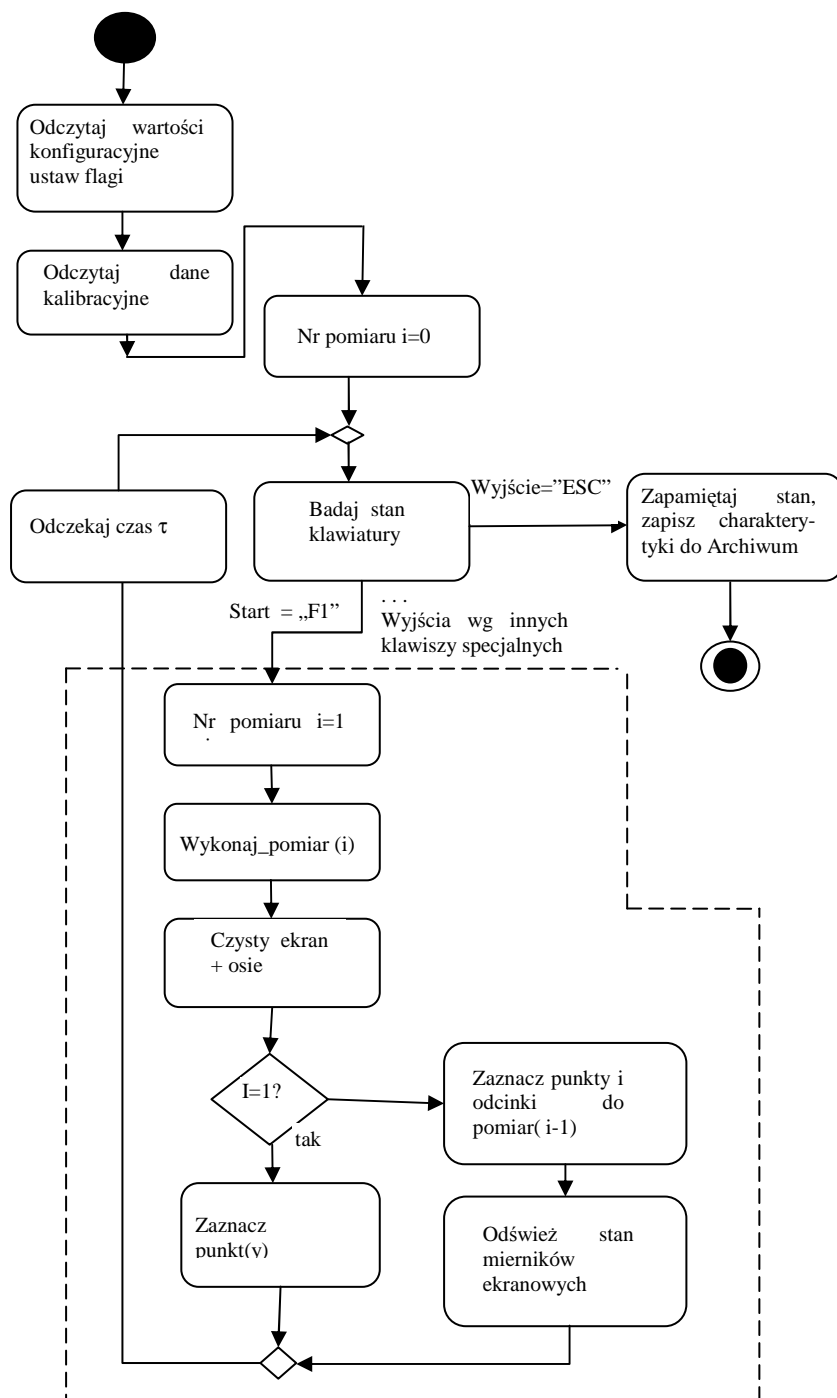 Odczytaj wartości
konfiguracyjne
ustaw flagi
Odczytaj dane
kalibracyjne
Nr pomiaru i=0
Odczekaj czas τ
Badaj stan
klawiatury
Wyjście=”ESC”
Zapamiętaj stan,
zapisz charaktery-
tyki do Archiwum
Start = „F1”
. . .
Wyjścia wg innych
klawiszy specjalnych
Nr pomiaru i=1
Wykonaj_pomiar (i)
Czysty ekran
+ osie
I=1?
tak
Zaznacz punkty i
odcinki do
pomiar( i-1)
Zaznacz
punkt(y)
Odśwież stan
mierników
ekranowych